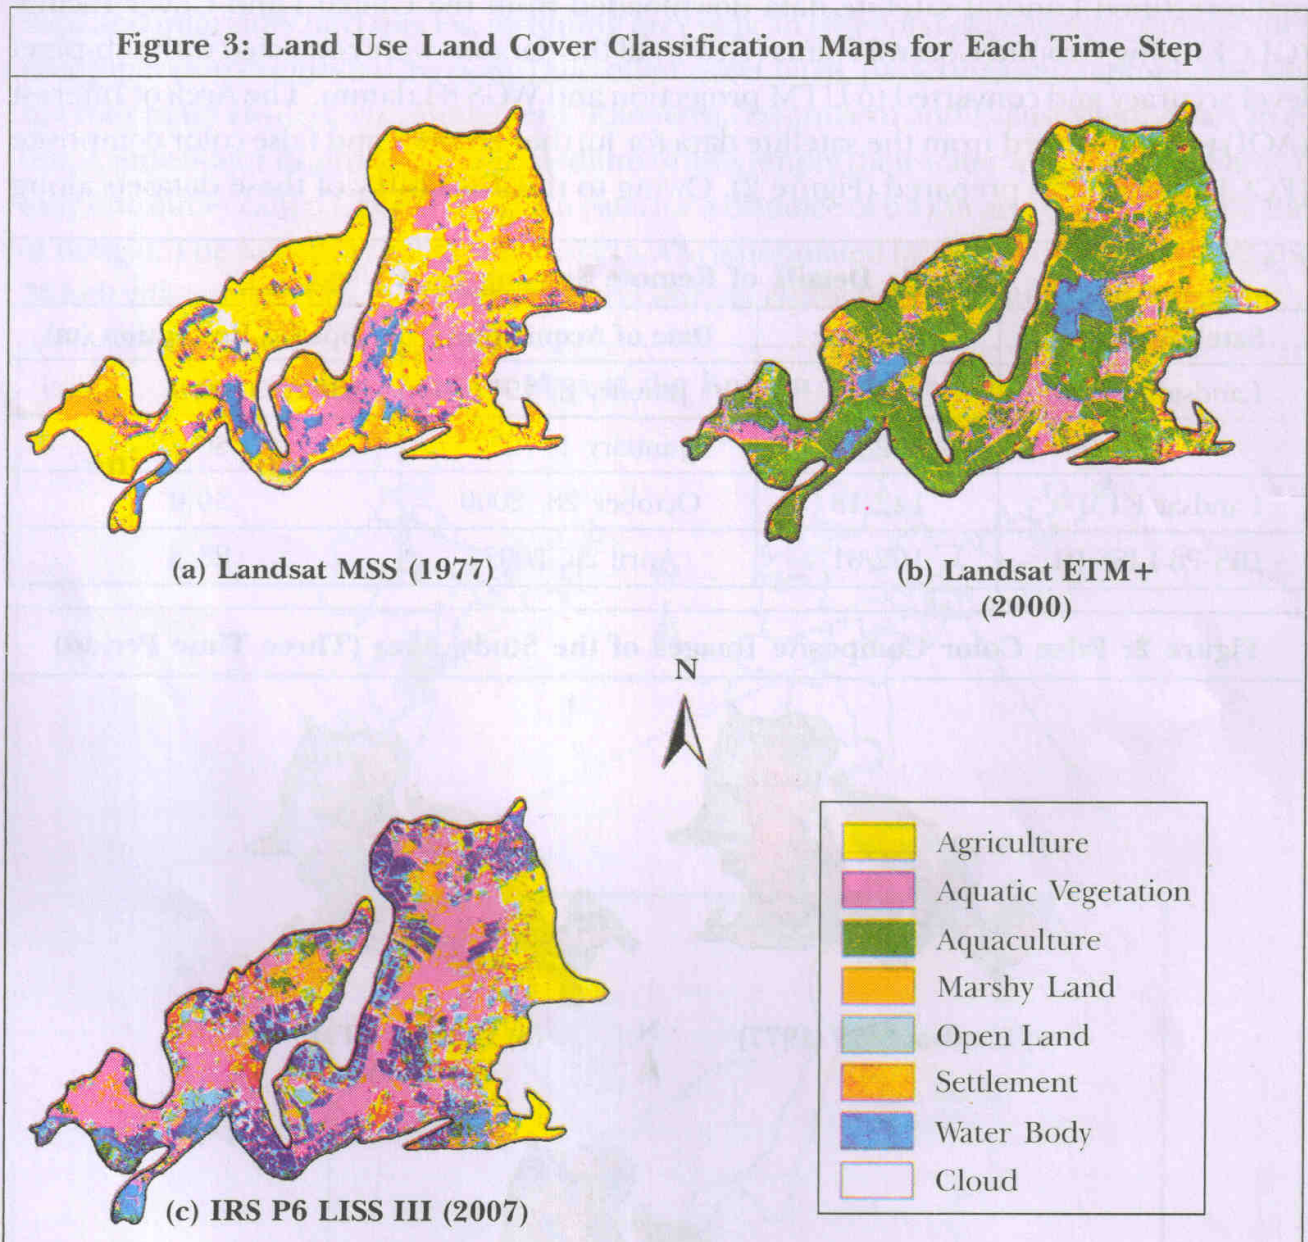 Figure 3: Land Use Land Cover Classification Maps for Each Time Step
(a) Landsat MSS (1977)
(b) Landsat ETM+
(2000)
N
Agriculture
Aquatic Vegetation
Aquaculture
Marshy Land
Open Land
Settlement
Water Body
Cloud
(c) IRS P6 LISS III (2007)